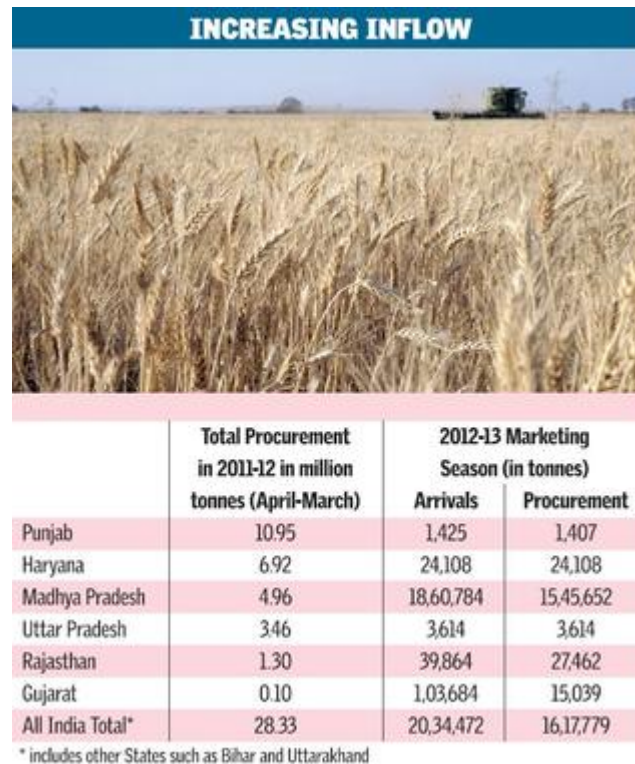 INCREASING INFLOW
Total Procurement in 2011-12 in million tonnes (April-March)
2012-13 Marketing Season (in tonnes)
Arrivals Procurement
Punjab 10.95 1,425 1,407
Haryana 6.92 24,108 24,108
Madhya Pradesh 4.96 18,60,784 15,45,652
Uttar Pradesh 3.46 3,614 3,614
Rajasthan 1.30 39,864 27,462
Gujarat 0.10 1,03,684 15,039
All India Total* 28.33 20,34,472 16,17,779
* includes other States such as Bihar and Uttarakhand